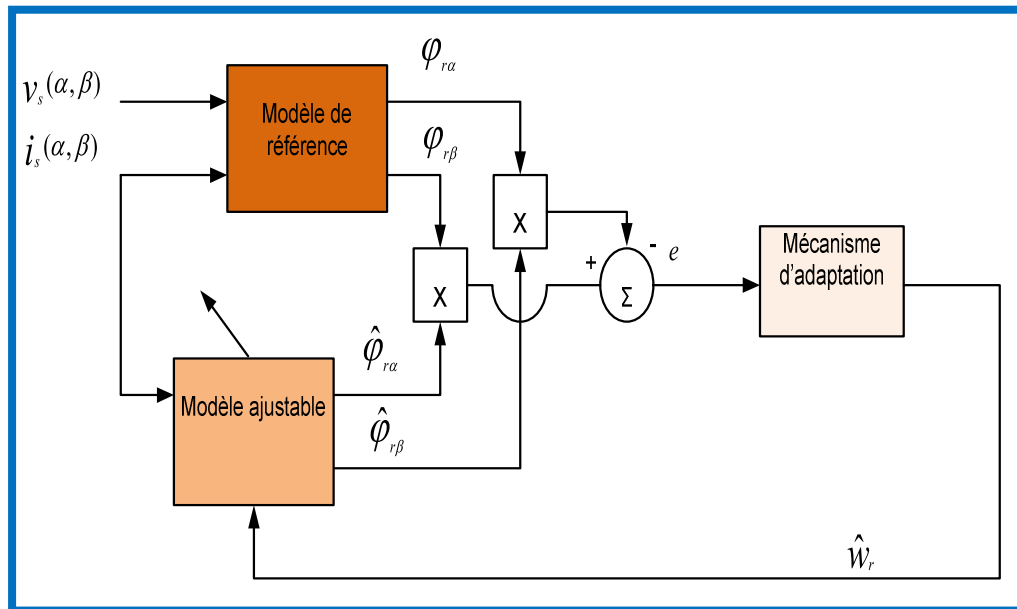 v_s(α, β)
i_s(α, β)
Modèle de
référence
φ_rα
φ_rβ
X
X
+
-
e
Σ
Mécanisme
d'adaptation
Modèle ajustable
φ̂_rα
φ̂_rβ
ŵ_r